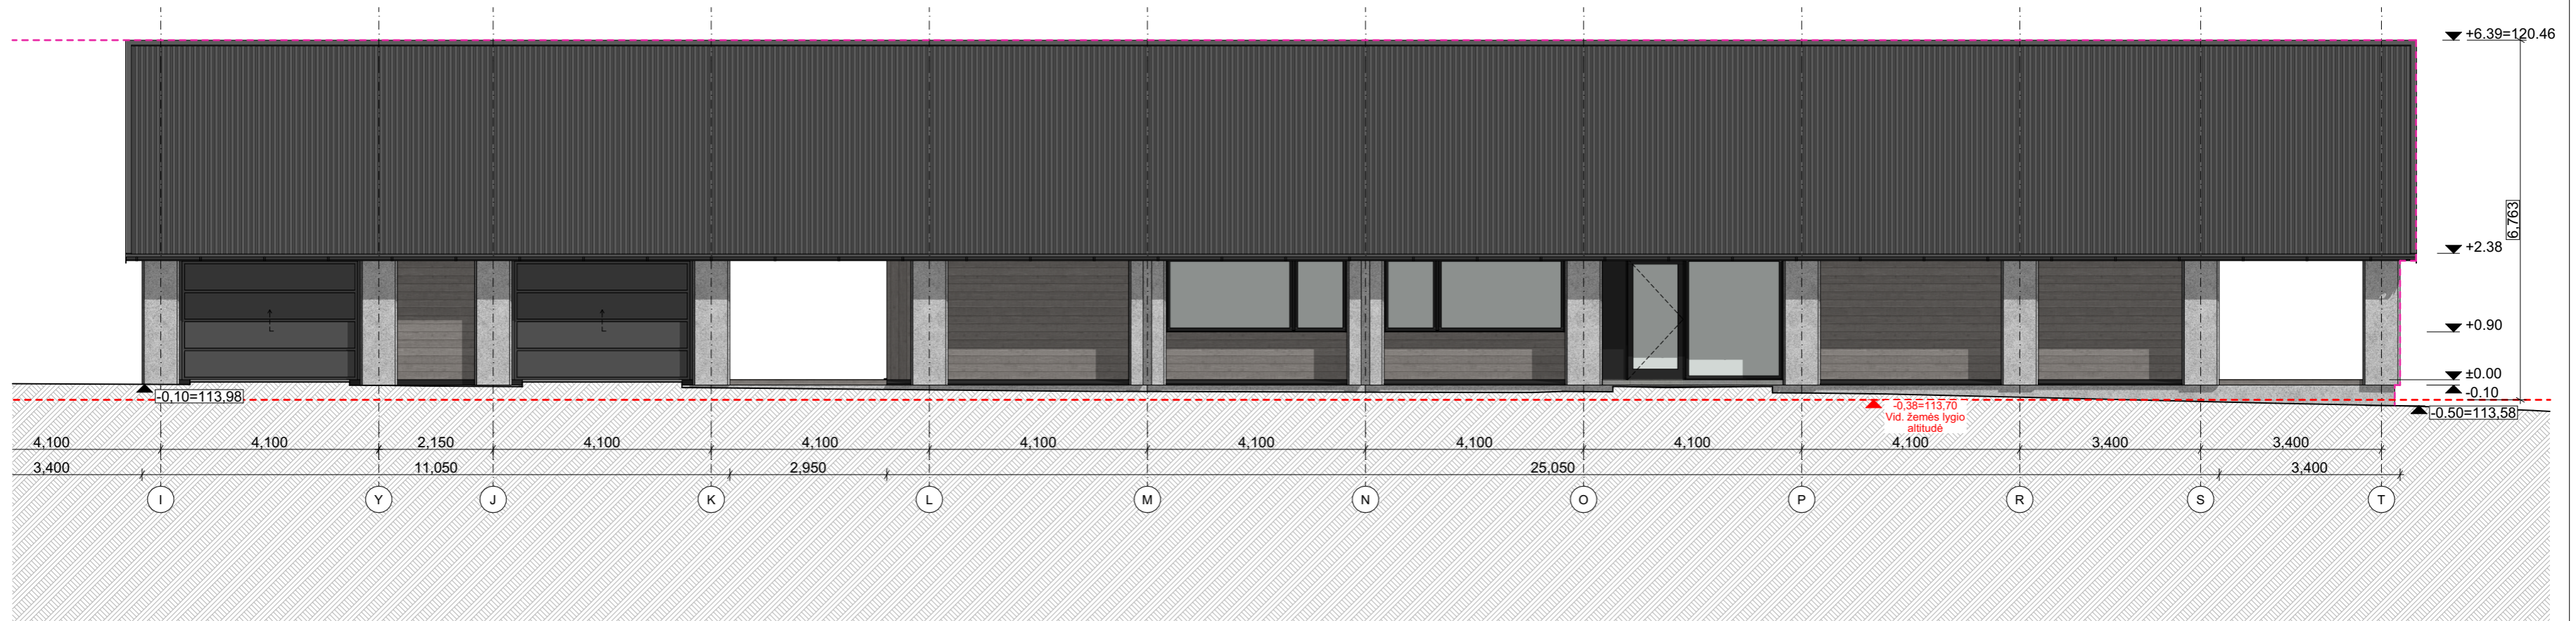 +6.39=120.46
6,763
+2.38
+0.90
±0.00
-0.10
-0,10=113.98
-0,38=113,70
Vid. žemės lygio
altitudė
-0.50=113,58
L
L
4,100 4,100 2,150 4,100 4,100 4,100 4,100 4,100 4,100 4,100 3,400 3,400
3,400 11,050 2,950 25,050 3,400
I Y J K L M N O P R S T